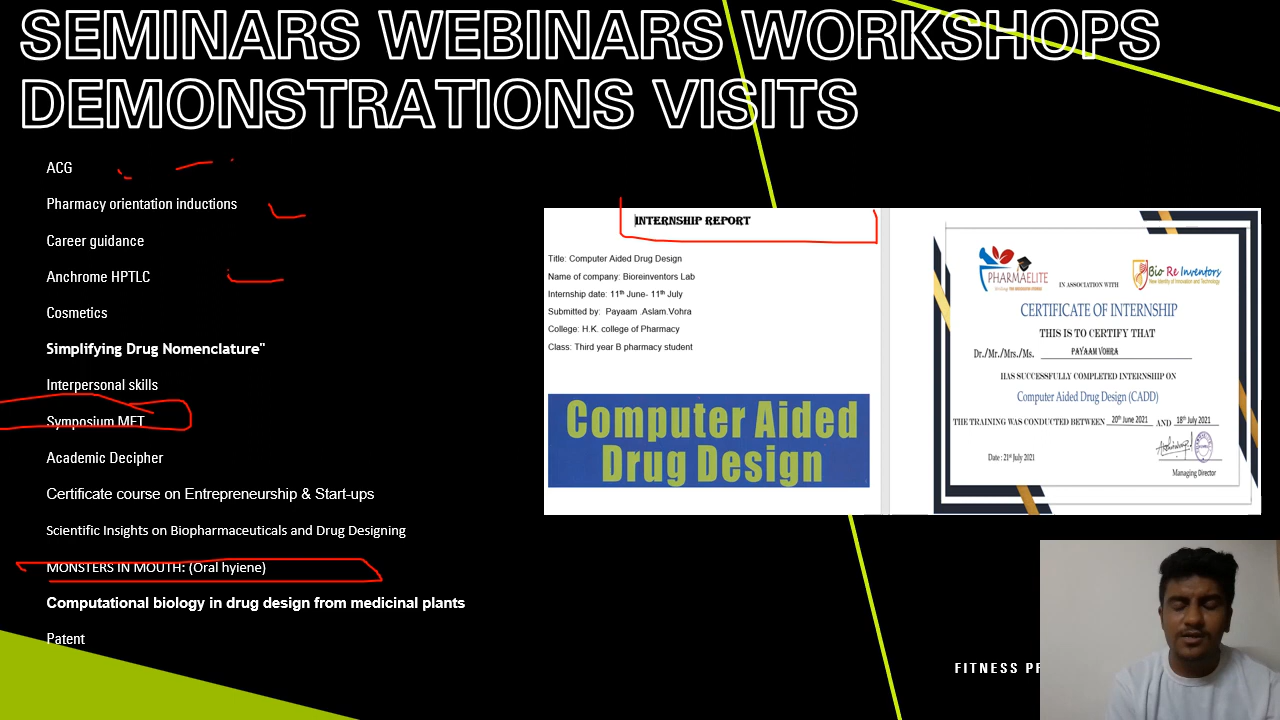 SEMINARS WEBINARS WORKSHOPS
DEMONSTRATIONS VISITS
ACG
Pharmacy orientation inductions
Career guidance
Anchrome HPTLC
Cosmetics
Simplifying Drug Nomenclature"
Interpersonal skills
Symposium MET
Academic Decipher
Certificate course on Entrepreneurship & Start-ups
Scientific Insights on Biopharmaceuticals and Drug Designing
MONSTERS IN MOUTH: (Oral hyiene)
Computational biology in drug design from medicinal plants
Patent
INTERNSHIP REPORT
Title: Computer Aided Drug Design
Name of company: Bioreinventors Lab
Internship date: 11th June- 11th July
Submitted by: Payaam .Aslam.Vohra
College: H.K. college of Pharmacy
Class: Third year B pharmacy student
Computer Aided
Drug Design
PHARMAELITE
IN ASSOCIATION WITH
Bio Re Inventors
New Identity of Innovation and Technology
CERTIFICATE OF INTERNSHIP
THIS IS TO CERTIFY THAT
Dr./Mr./Mrs./Ms. PAYAAM VOHRA
HAS SUCCESSFULLY COMPLETED INTERNSHIP ON
Computer Aided Drug Design (CADD)
THE TRAINING WAS CONDUCTED BETWEEN 20th June 2021 AND 18th July 2021
Date : 21st July 2021
Managing Director
FITNESS